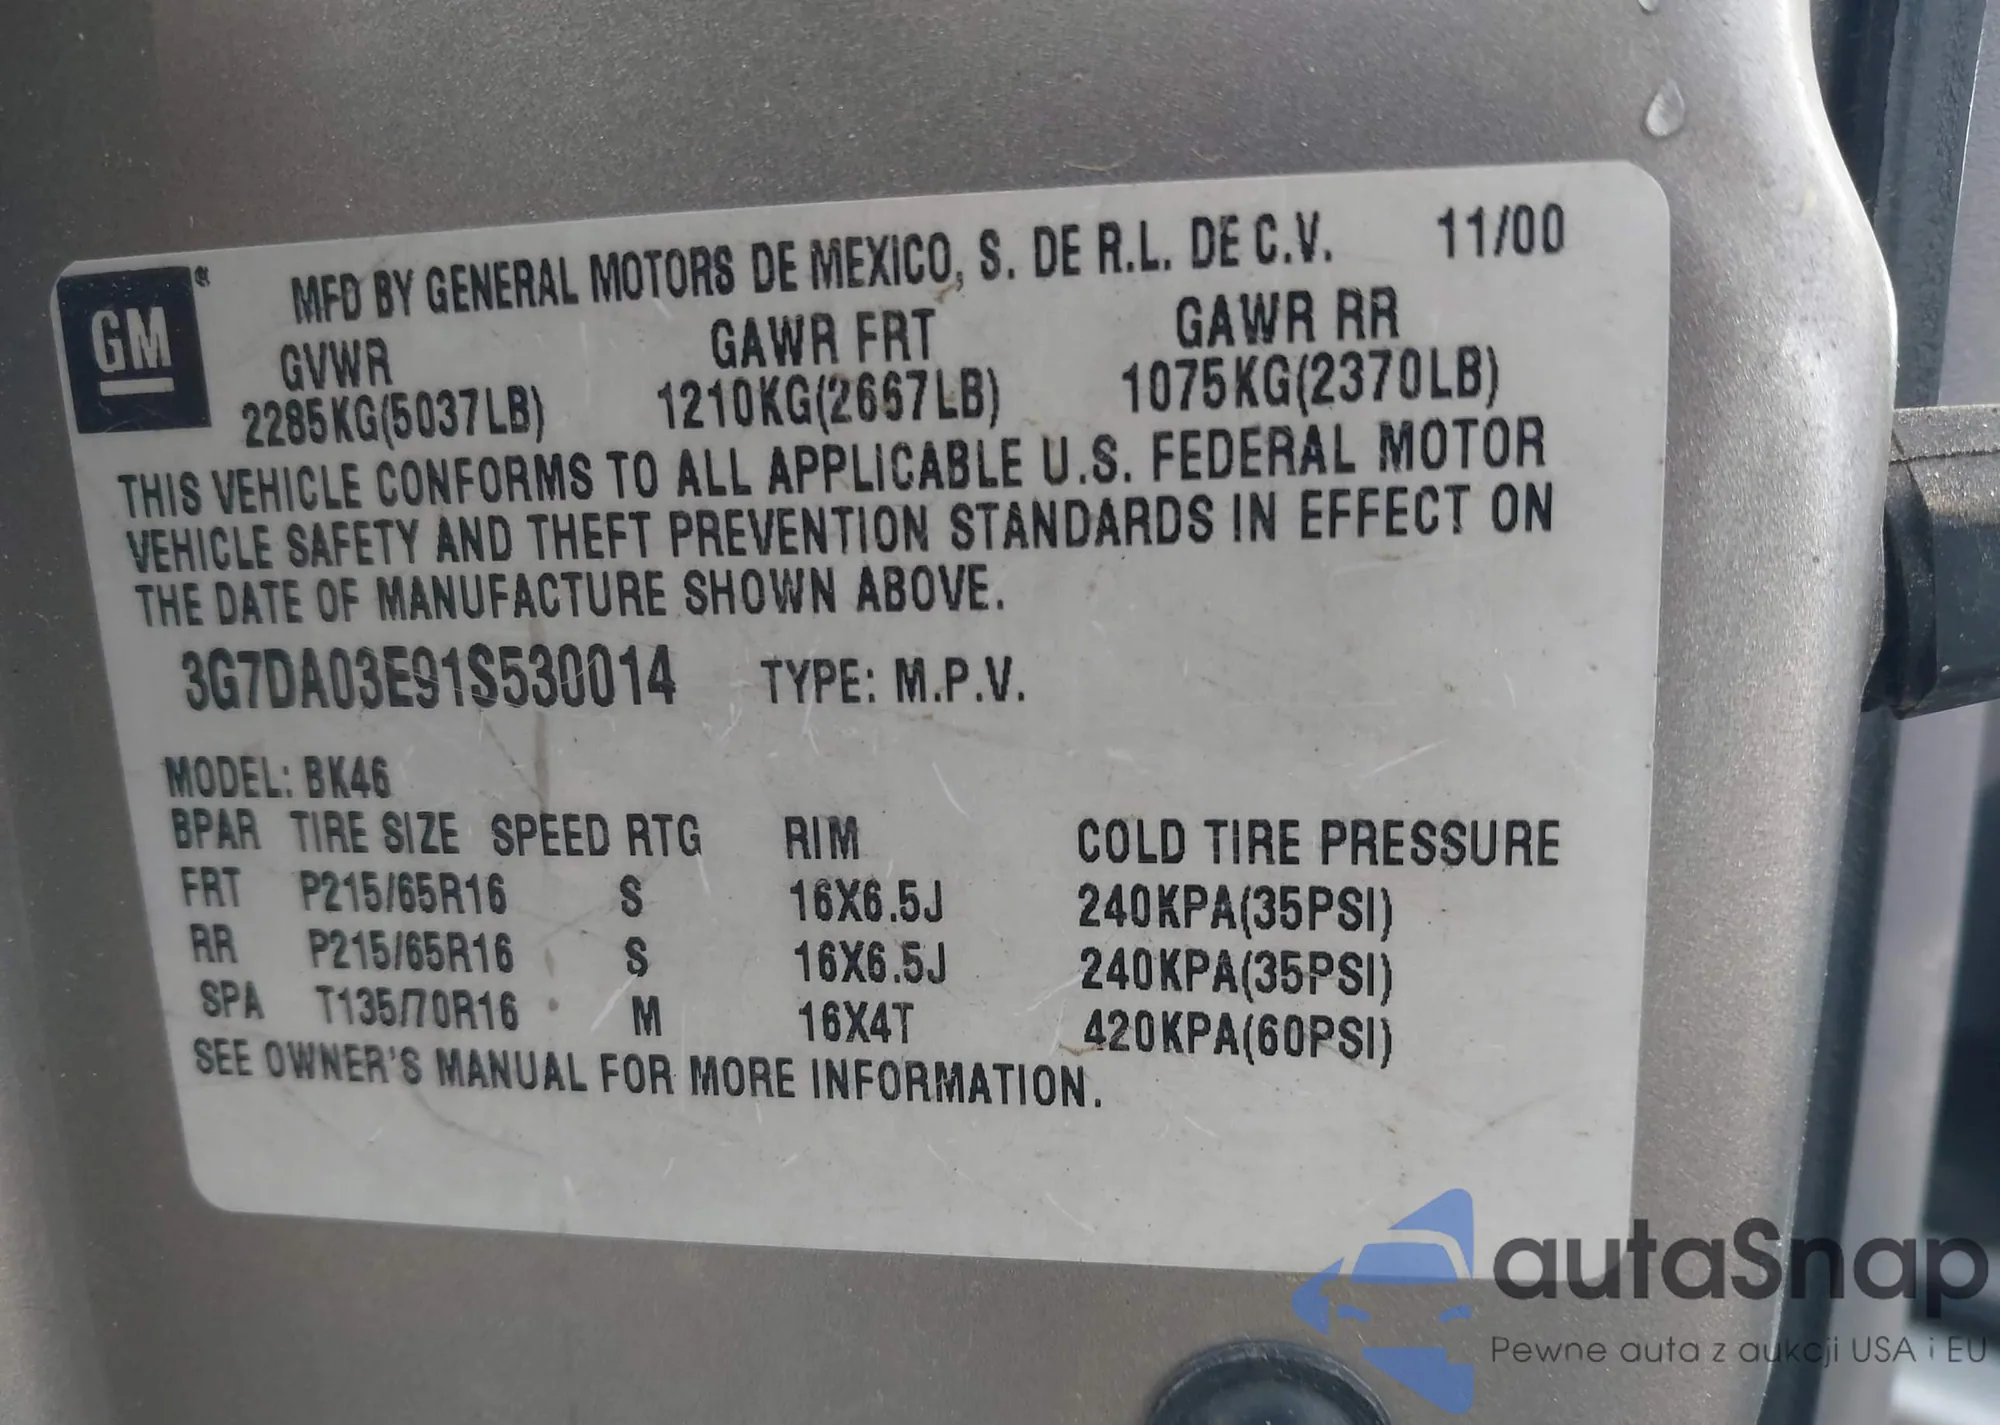 GM
MFD BY GENERAL MOTORS DE MEXICO, S. DE R.L. DE C.V. 11/00
GVWR GAWR FRT GAWR RR
2285KG(5037LB) 1210KG(2667LB) 1075KG(2370LB)
THIS VEHICLE CONFORMS TO ALL APPLICABLE U.S. FEDERAL MOTOR
VEHICLE SAFETY AND THEFT PREVENTION STANDARDS IN EFFECT ON
THE DATE OF MANUFACTURE SHOWN ABOVE.
3G7DA03E91S530014 TYPE: M.P.V.
MODEL: BK46
BPAR TIRE SIZE SPEED RTG RIM COLD TIRE PRESSURE
FRT P215/65R16 S 16X6.5J 240KPA(35PSI)
RR P215/65R16 S 16X6.5J 240KPA(35PSI)
SPA T135/70R16 M 16X4T 420KPA(60PSI)
SEE OWNER'S MANUAL FOR MORE INFORMATION.
autaSnap
Pewne auta z aukcji USA i EU